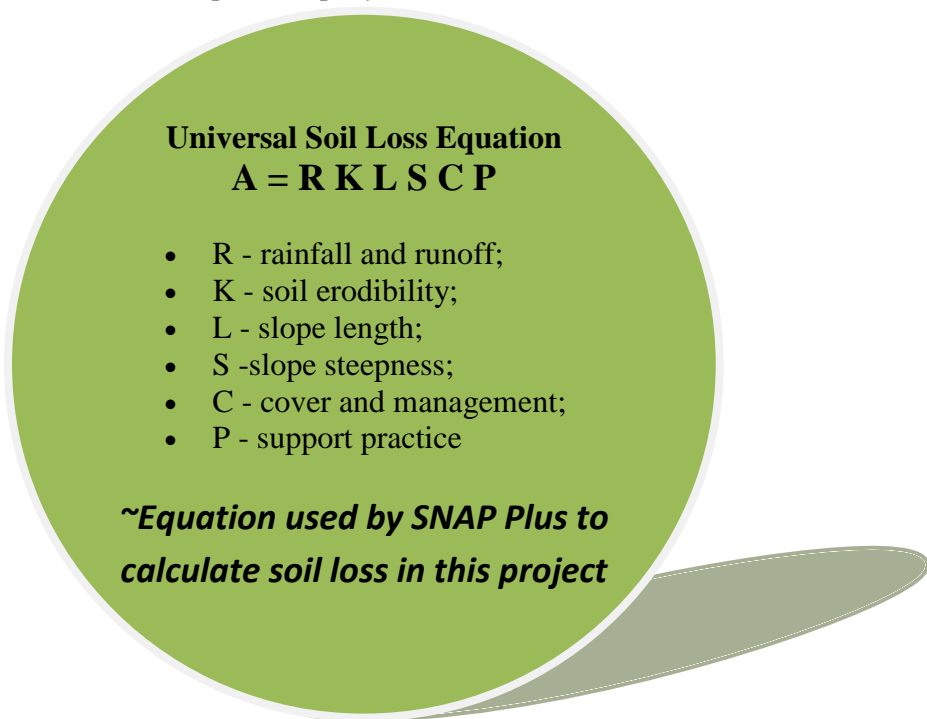 Universal Soil Loss Equation
A = R K L S C P
• R - rainfall and runoff;
• K - soil erodibility;
• L - slope length;
• S -slope steepness;
• C - cover and management;
• P - support practice
~Equation used by SNAP Plus to
calculate soil loss in this project